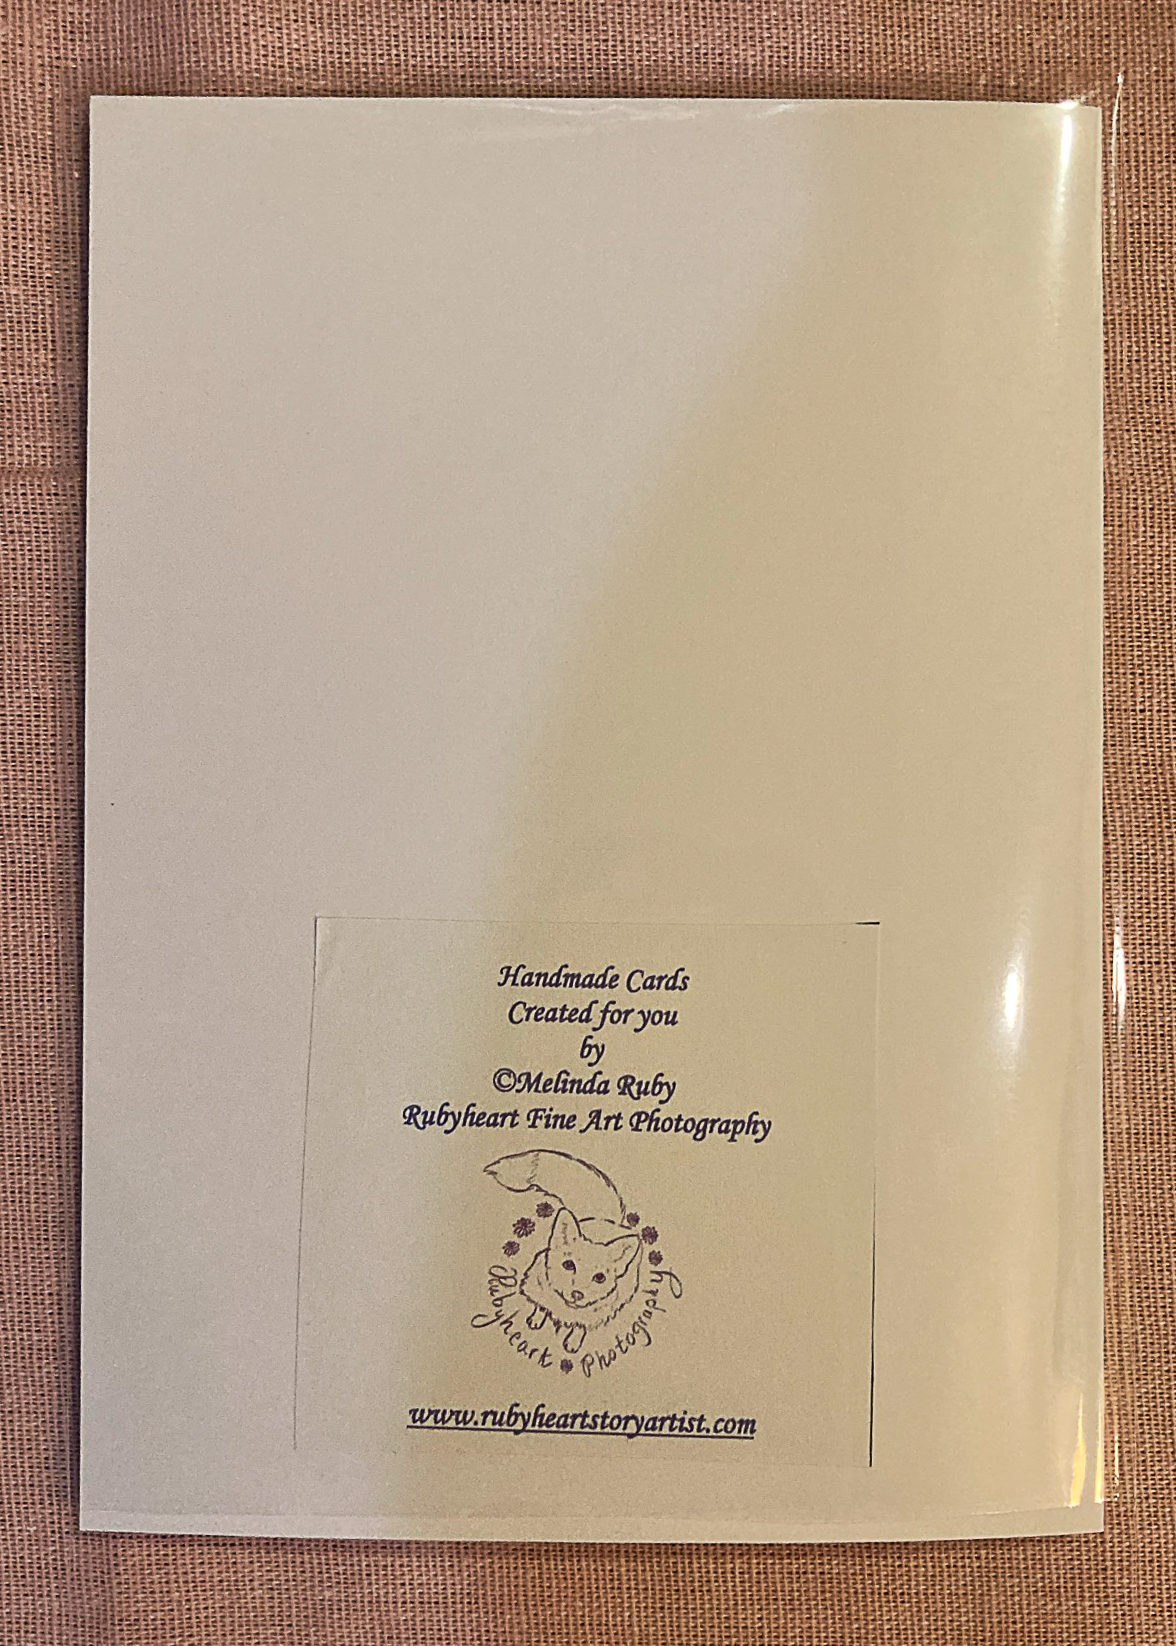 Handmade Cards
Created for you
by
©Melinda Ruby
Rubyheart Fine Art Photography
Rubyheart Photography
www.rubyheartstoryartist.com